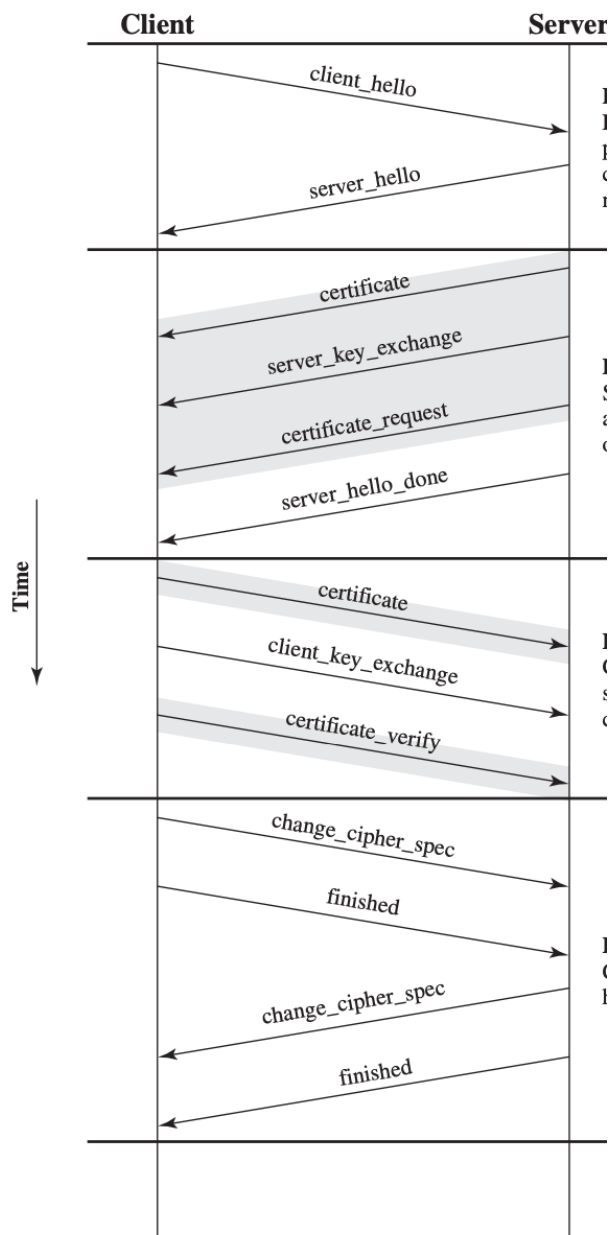 Client
Server
client_hello
server_hello
certificate
server_key_exchange
certificate_request
server_hello_done
Time
certificate
client_key_exchange
certificate_verify
change_cipher_spec
finished
change_cipher_spec
finished